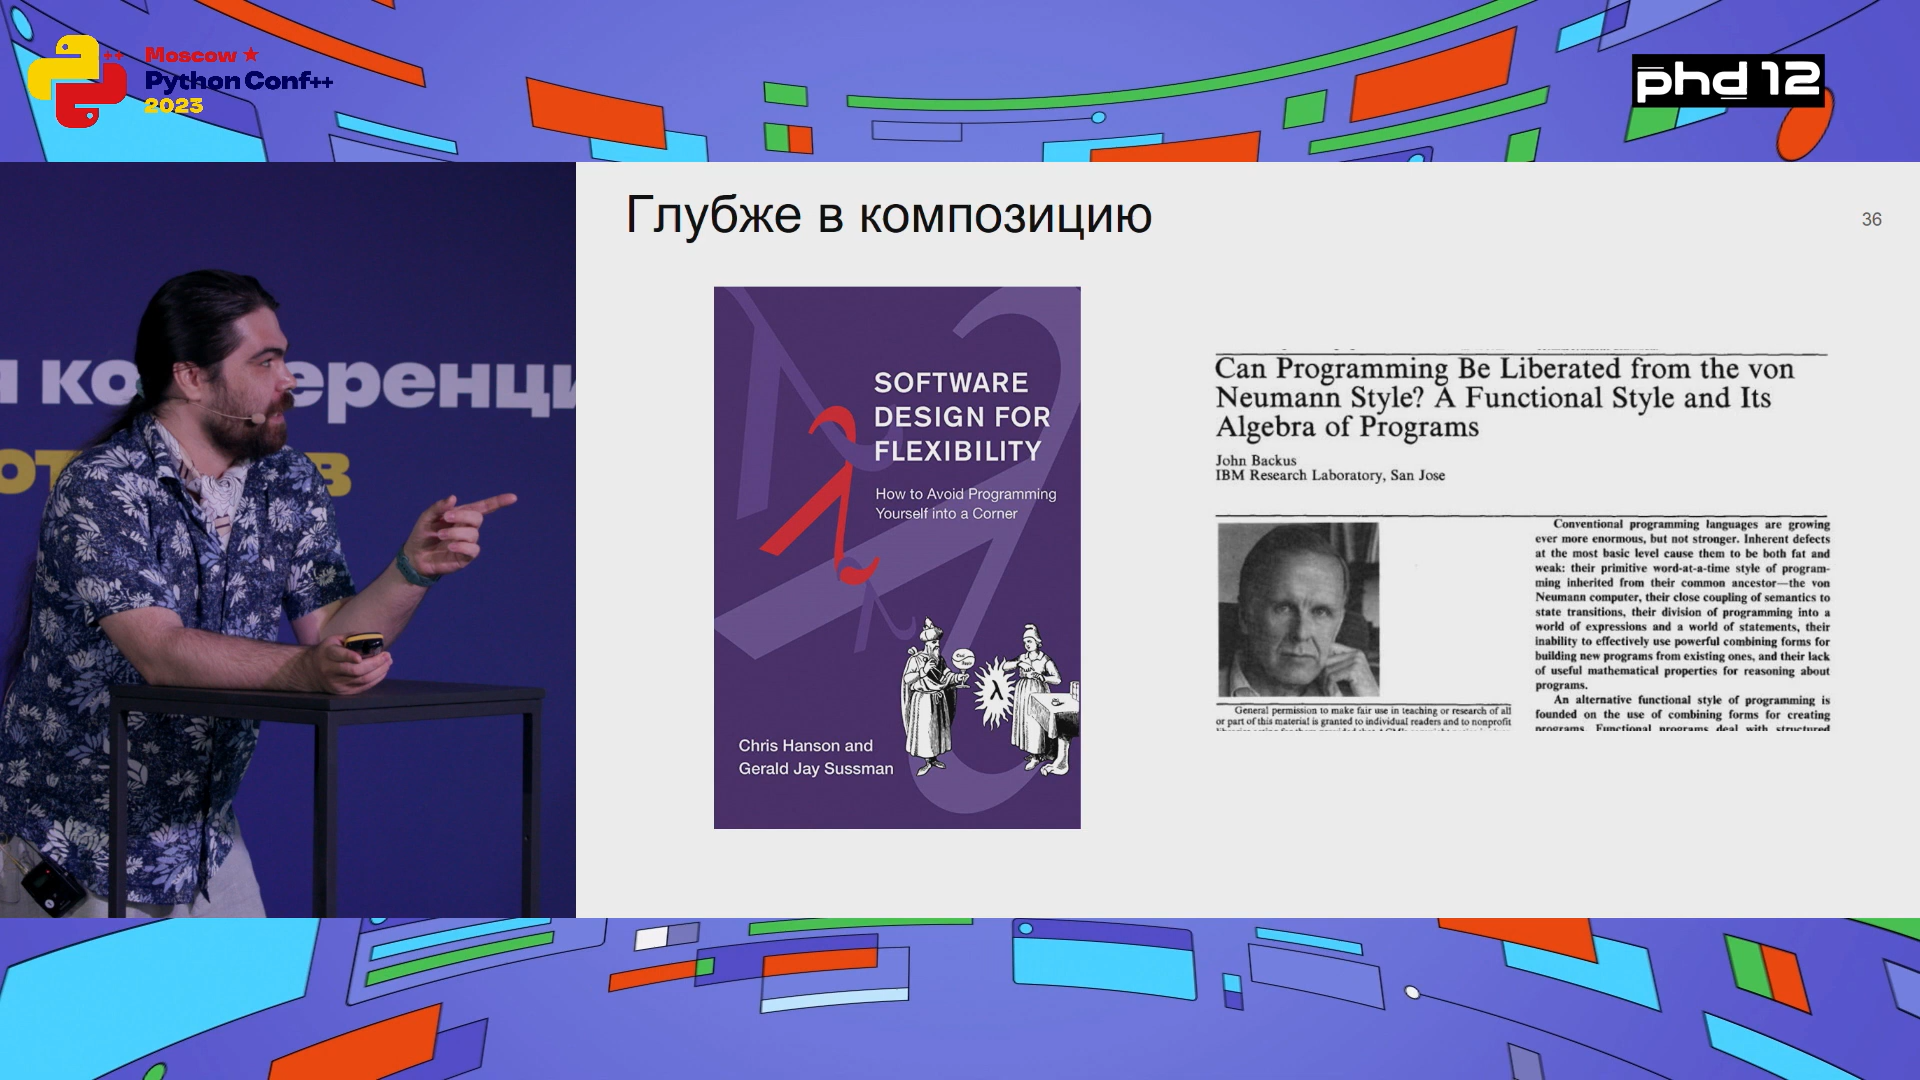 Moscow ★
Python Conf++
2023
++
phd 12
Глубже в композицию
36
SOFTWARE
DESIGN FOR
FLEXIBILITY
How to Avoid Programming
Yourself into a Corner
λ
Chris Hanson and
Gerald Jay Sussman
Can Programming Be Liberated from the von
Neumann Style? A Functional Style and Its
Algebra of Programs
John Backus
IBM Research Laboratory, San Jose
General permission to make fair use in teaching or research of all
or part of this material is granted to individual readers and to nonprofit
Conventional programming languages are growing
ever more enormous, but not stronger. Inherent defects
at the most basic level cause them to be both fat and
weak: their primitive word-at-a-time style of program-
ming inherited from their common ancestor—the von
Neumann computer, their close coupling of semantics to
state transitions, their division of programming into a
world of expressions and a world of statements, their
inability to effectively use powerful combining forms for
building new programs from existing ones, and their lack
of useful mathematical properties for reasoning about
programs.
An alternative functional style of programming is
founded on the use of combining forms for creating
programs. Functional programs deal with structured